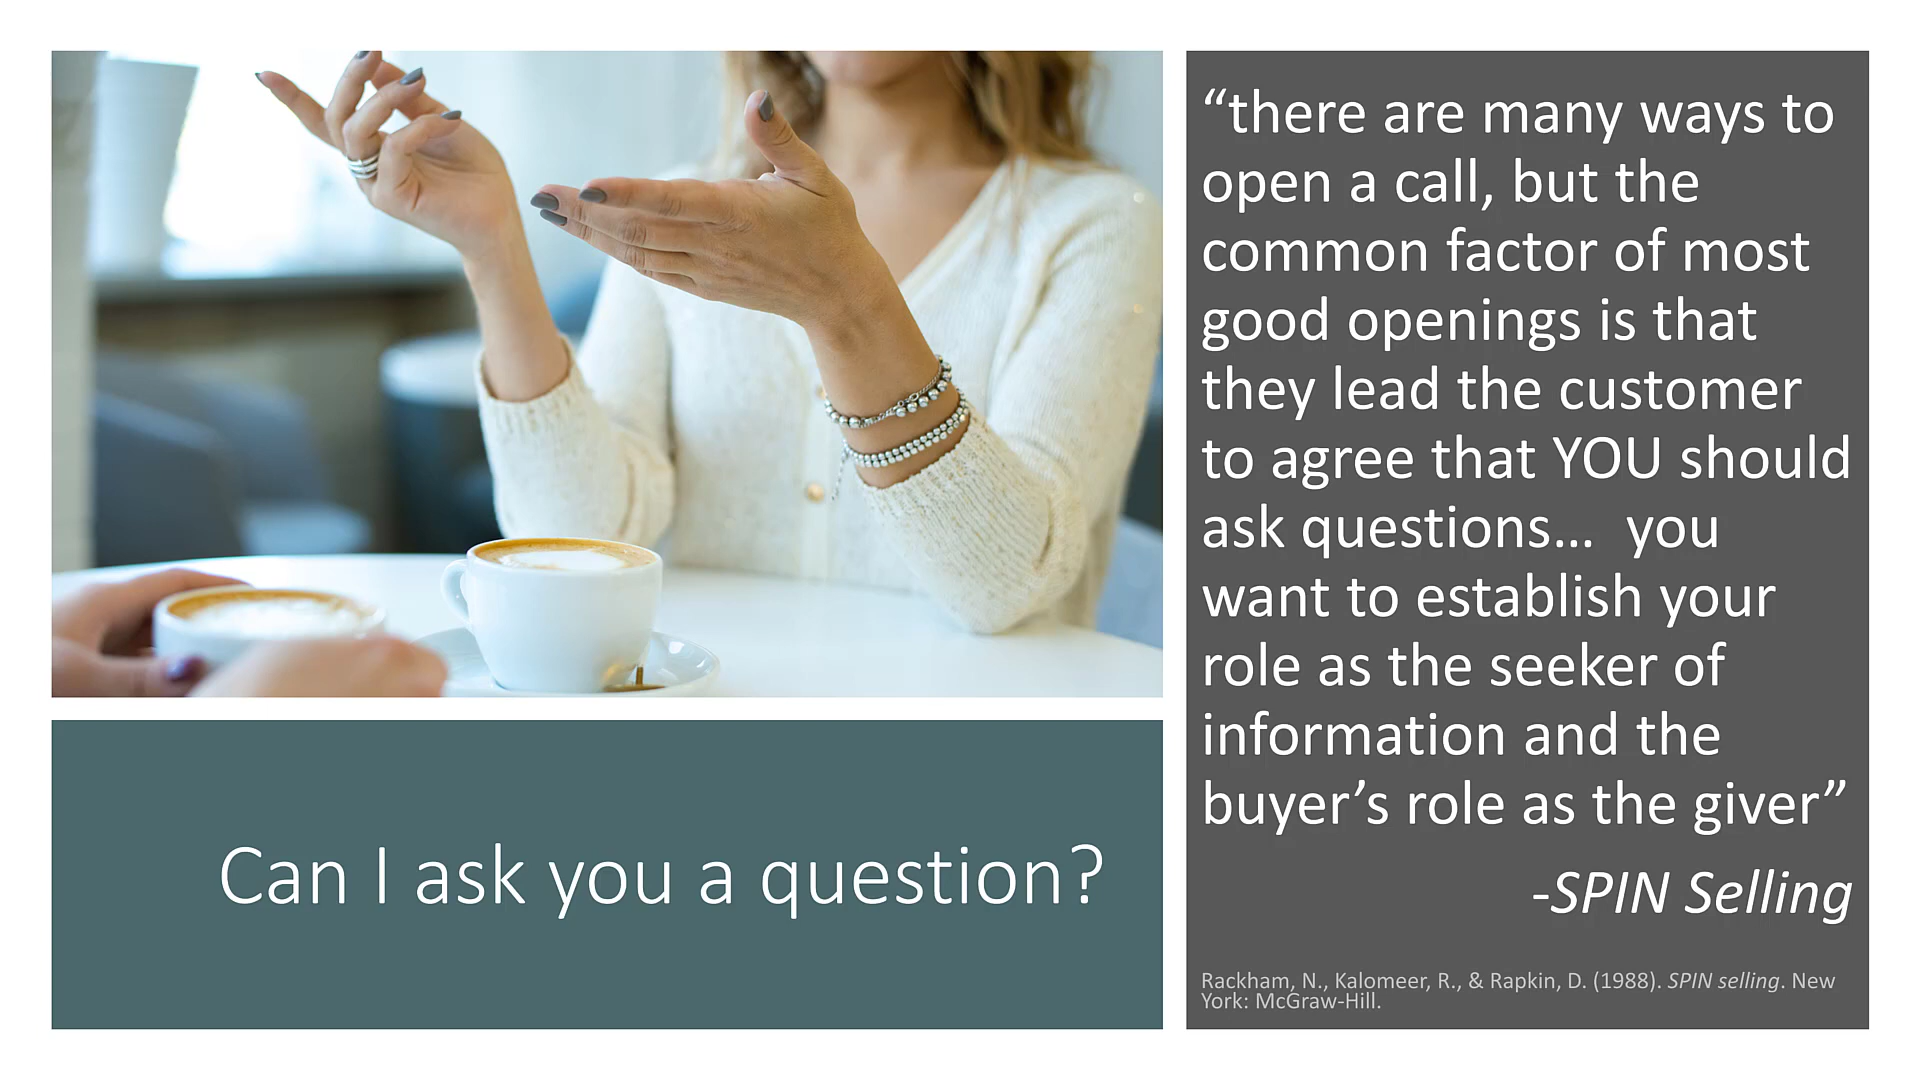 Can I ask you a question?
“there are many ways to
open a call, but the
common factor of most
good openings is that
they lead the customer
to agree that YOU should
ask questions…  you
want to establish your
role as the seeker of
information and the
buyer’s role as the giver”
-SPIN Selling
Rackham, N., Kalomeer, R., & Rapkin, D. (1988). SPIN selling. New
York: McGraw-Hill.